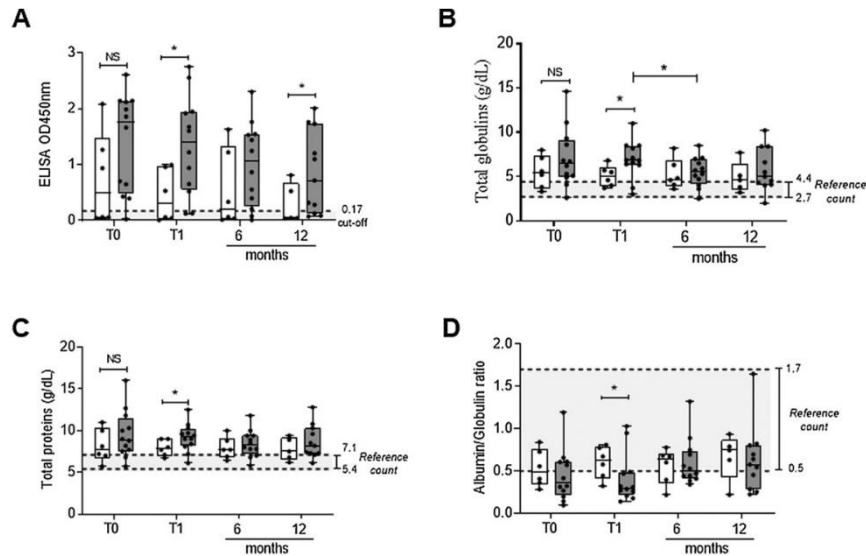 A
ELISA OD450nm
3
2
1
0
NS
*
*
0.17
cut-off
T0 T1 6 12
months
B
Total globulins (g/dL)
20
15
10
5
0
NS
*
*
4.4
Reference
count
2.7
T0 T1 6 12
months
C
Total proteins (g/dL)
20
15
10
5
0
NS
*
7.1
Reference
count
5.4
T0 T1 6 12
months
D
Albumin/Globulin ratio
2.0
1.5
1.0
0.5
0.0
*
1.7
Reference
count
0.5
T0 T1 6 12
months